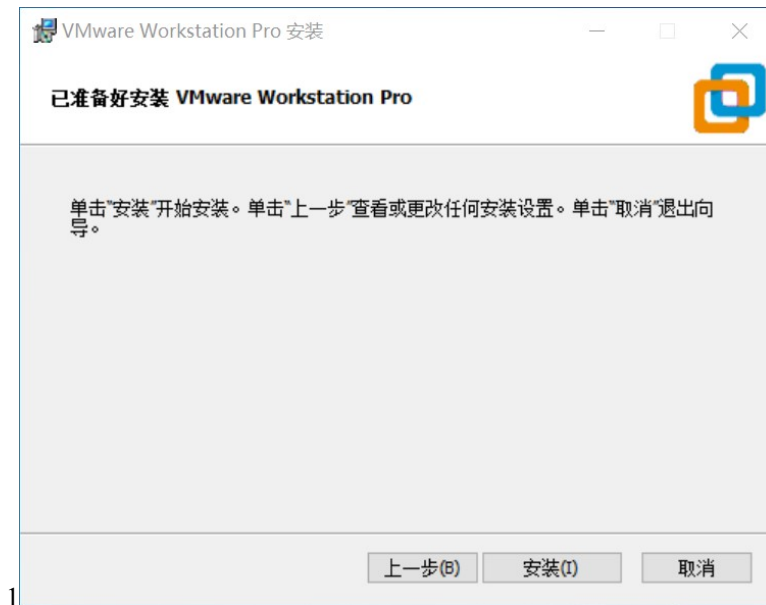 VMware Workstation Pro 安装
已准备好安装 VMware Workstation Pro
单击"安装"开始安装。单击"上一步"查看或更改任何安装设置。单击"取消"退出向
导。
上一步(B) 安装(I) 取消
1